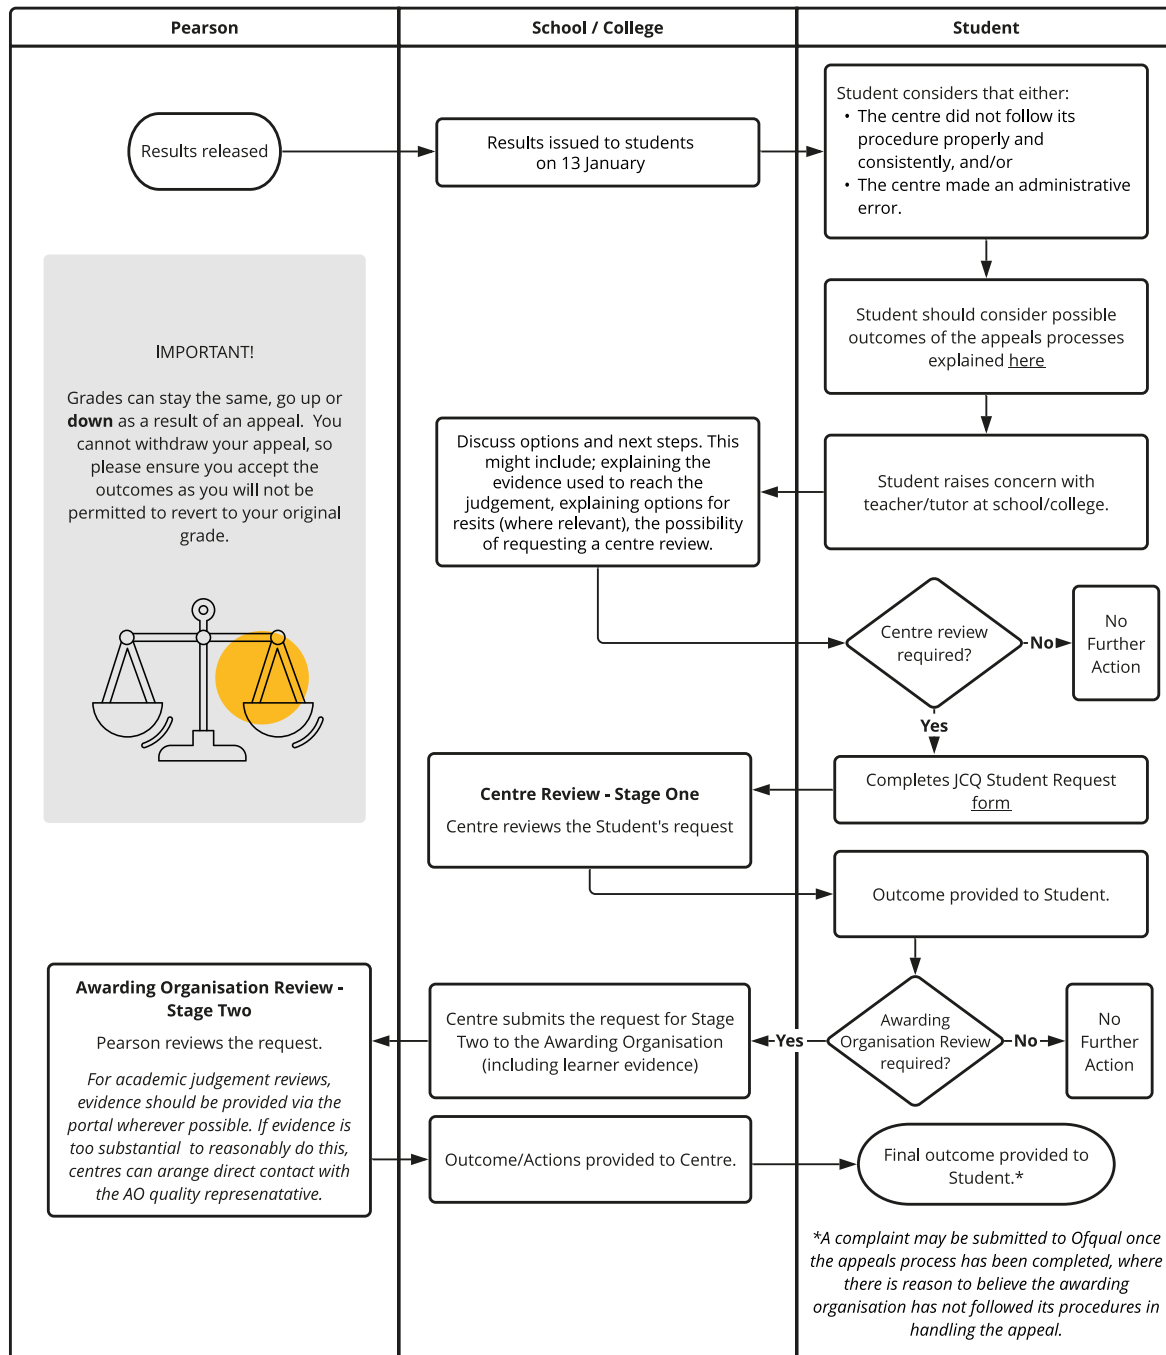 Pearson
School / College
Student
Results released
Results issued to students
on 13 January
Student considers that either:
• The centre did not follow its
procedure properly and
consistently, and/or
• The centre made an administrative
error.
Student should consider possible
outcomes of the appeals processes
explained here
IMPORTANT!
Grades can stay the same, go up or
down as a result of an appeal. You
cannot withdraw your appeal, so
please ensure you accept the
outcomes as you will not be
permitted to revert to your original
grade.
Discuss options and next steps. This
might include; explaining the
evidence used to reach the
judgement, explaining options for
resits (where relevant), the possibility
of requesting a centre review.
Student raises concern with
teacher/tutor at school/college.
Centre review
required?
No
No
Further
Action
Yes
Completes JCQ Student Request
form
Centre Review - Stage One
Centre reviews the Student's request
Outcome provided to Student.
Awarding
Organisation Review
required?
No
No
Further
Action
Yes
Centre submits the request for Stage
Two to the Awarding Organisation
(including learner evidence)
Awarding Organisation Review -
Stage Two
Pearson reviews the request.
For academic judgement reviews,
evidence should be provided via the
portal wherever possible. If evidence is
too substantial to reasonably do this,
centres can arange direct contact with
the AO quality represenatative.
Outcome/Actions provided to Centre.
Final outcome provided to
Student.*
*A complaint may be submitted to Ofqual once
the appeals process has been completed, where
there is reason to believe the awarding
organisation has not followed its procedures in
handling the appeal.